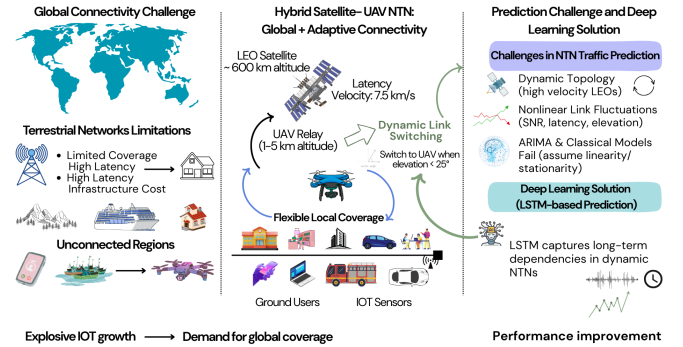 Global Connectivity Challenge
Terrestrial Networks Limitations
• Limited Coverage
High Latency
• High Latency
Infrastructure Cost
Unconnected Regions
Explosive IOT growth
Demand for global coverage
Hybrid Satellite- UAV NTN:
Global + Adaptive Connectivity
LEO Satellite
~ 600 km altitude
Latency
Velocity: 7.5 km/s
UAV Relay
(1-5 km altitude)
Dynamic Link
Switching
Switch to UAV when
elevation < 25°
Flexible Local Coverage
Ground Users
IOT Sensors
Prediction Challenge and Deep
Learning Solution
Challenges in NTN Traffic Prediction
Dynamic Topology
(high velocity LEOs)
Nonlinear Link Fluctuations
(SNR, latency, elevation)
ARIMA & Classical Models
Fail (assume linearity/
stationarity)
Deep Learning Solution
(LSTM-based Prediction)
LSTM captures long-term
dependencies in dynamic
NTNs
Performance improvement